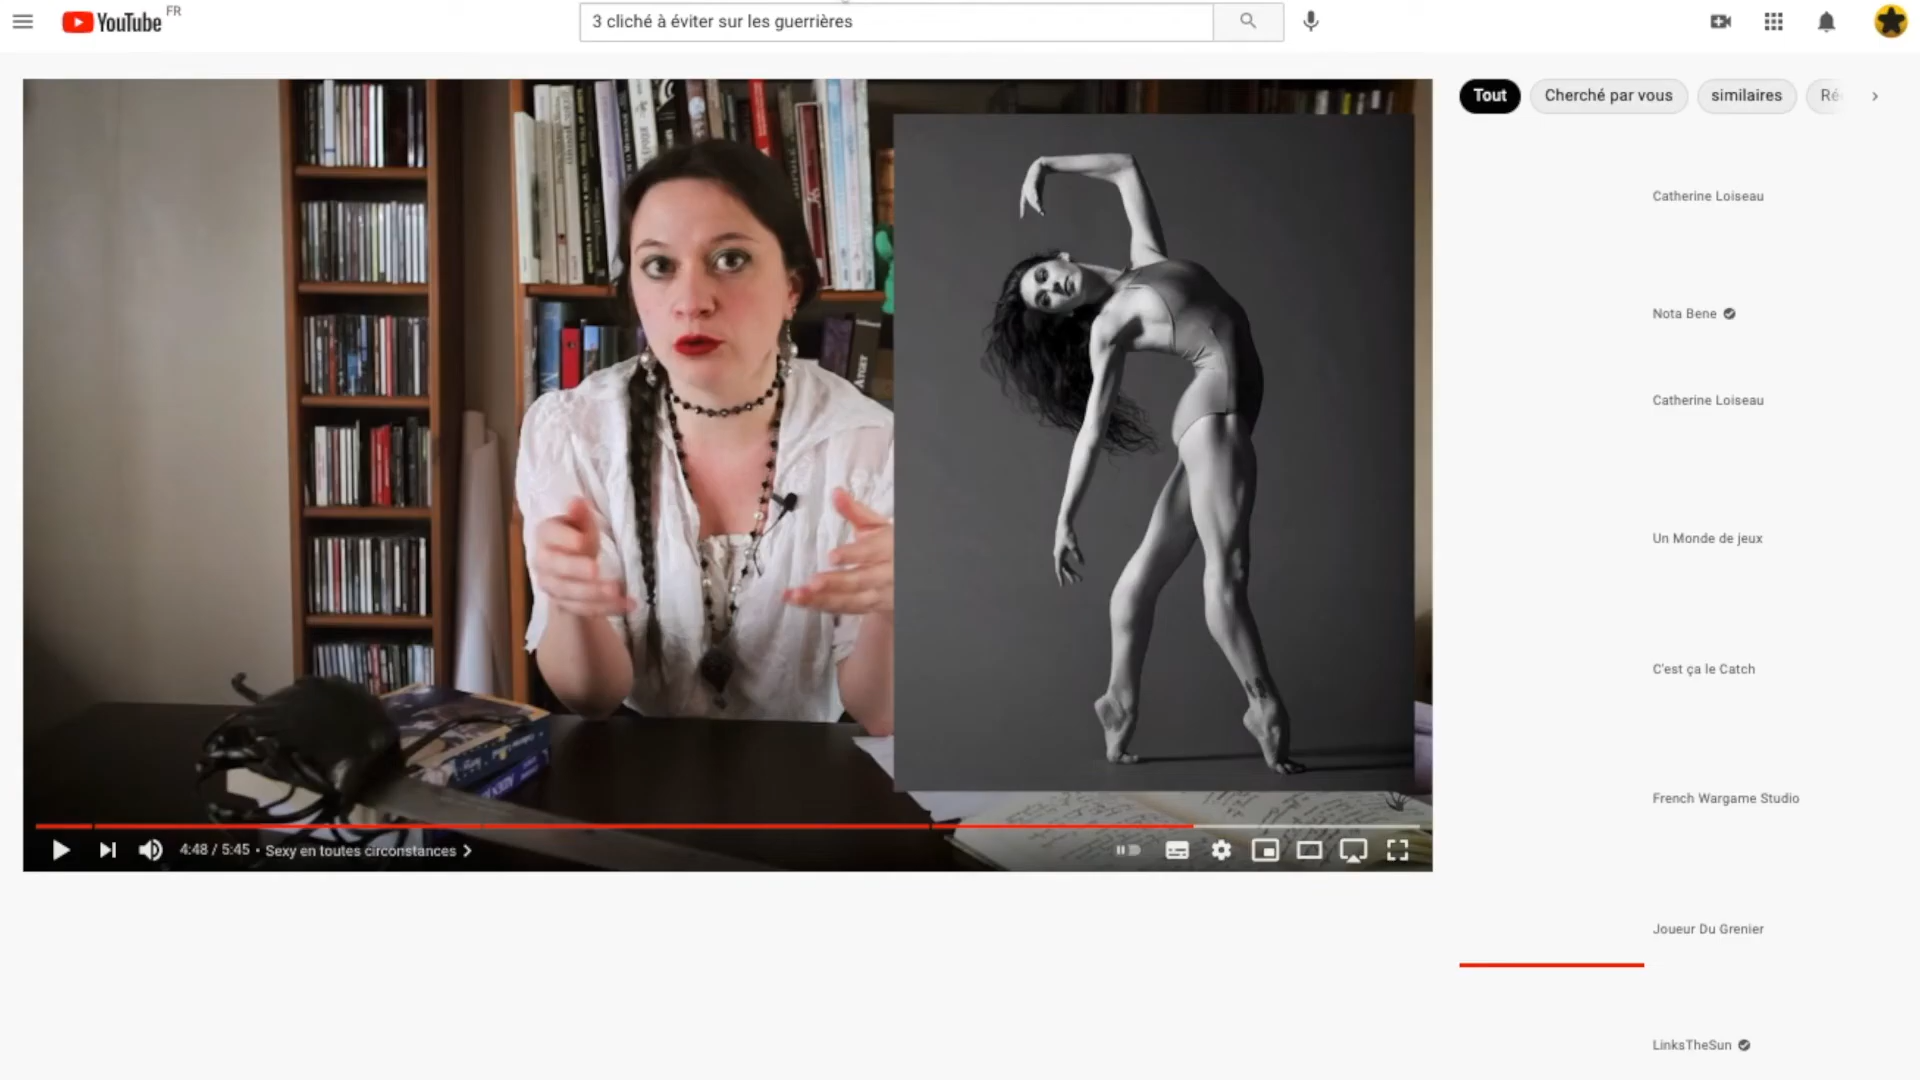 YouTube FR
3 cliché à éviter sur les guerrières
Tout
Cherché par vous
similaires
Catherine Loiseau
Nota Bene
Catherine Loiseau
Un Monde de jeux
C'est ça le Catch
French Wargame Studio
Joueur Du Grenier
LinksTheSun
ATGET
4:48 / 5:45 • Sexy en toutes circonstances